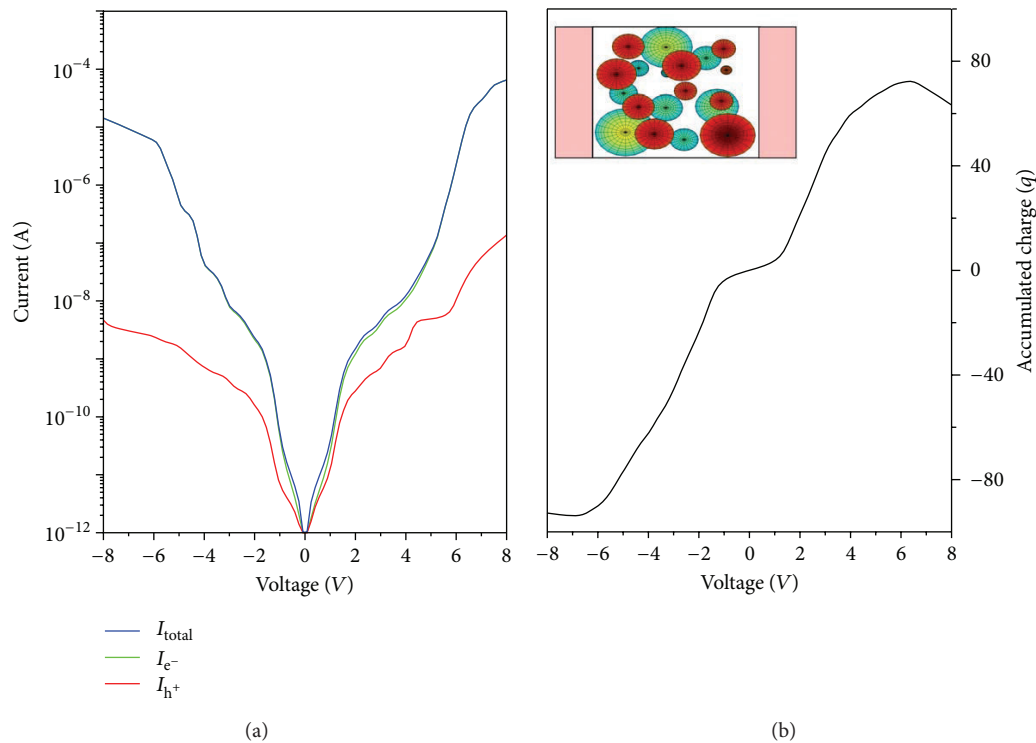 10⁻⁴
10⁻⁶
10⁻⁸
10⁻¹⁰
10⁻¹²
Current (A)
−8 −6 −4 −2 0 2 4 6 8
Voltage (V)
I_total
I_e⁻
I_h⁺
(a)
80
40
0
−40
−80
Accumulated charge (q)
−8 −6 −4 −2 0 2 4 6 8
Voltage (V)
(b)